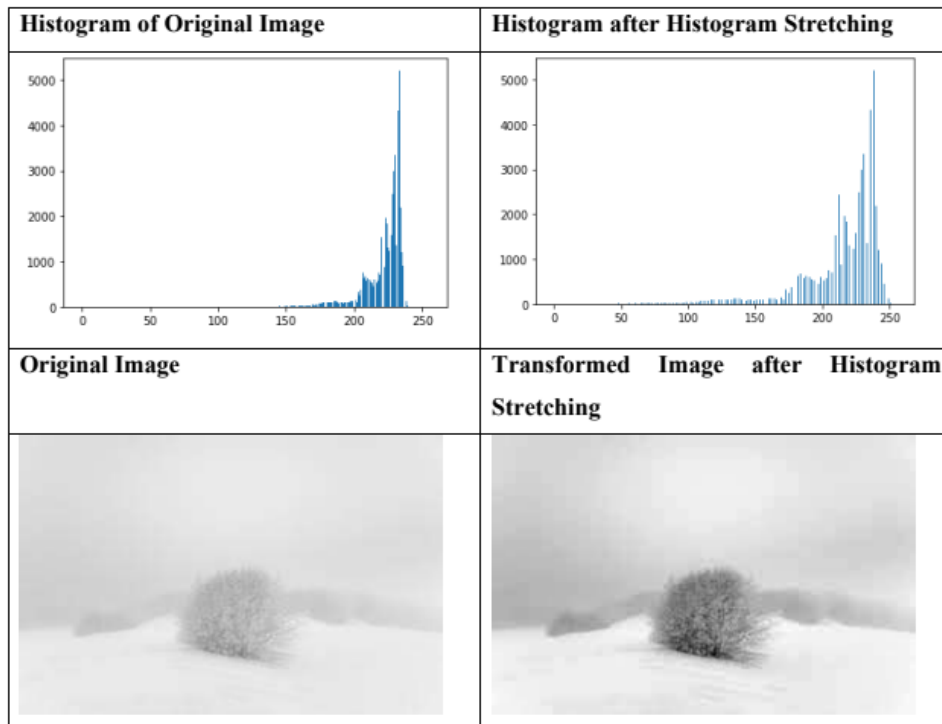 Histogram of Original Image
Histogram after Histogram Stretching
5000
4000
3000
2000
1000
0
0 50 100 150 200 250
5000
4000
3000
2000
1000
0
0 50 100 150 200 250
Original Image
Transformed Image after Histogram
Stretching